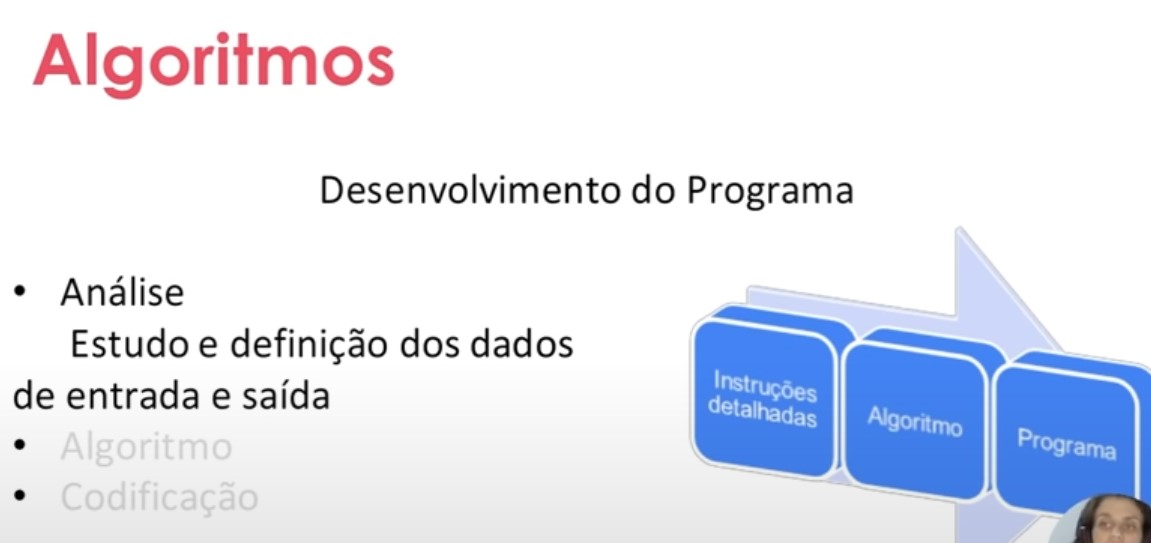 Algoritmos
Desenvolvimento do Programa
• Análise
Estudo e definição dos dados
de entrada e saída
• Algoritmo
• Codificação
Instruções
detalhadas
Algoritmo
Programa